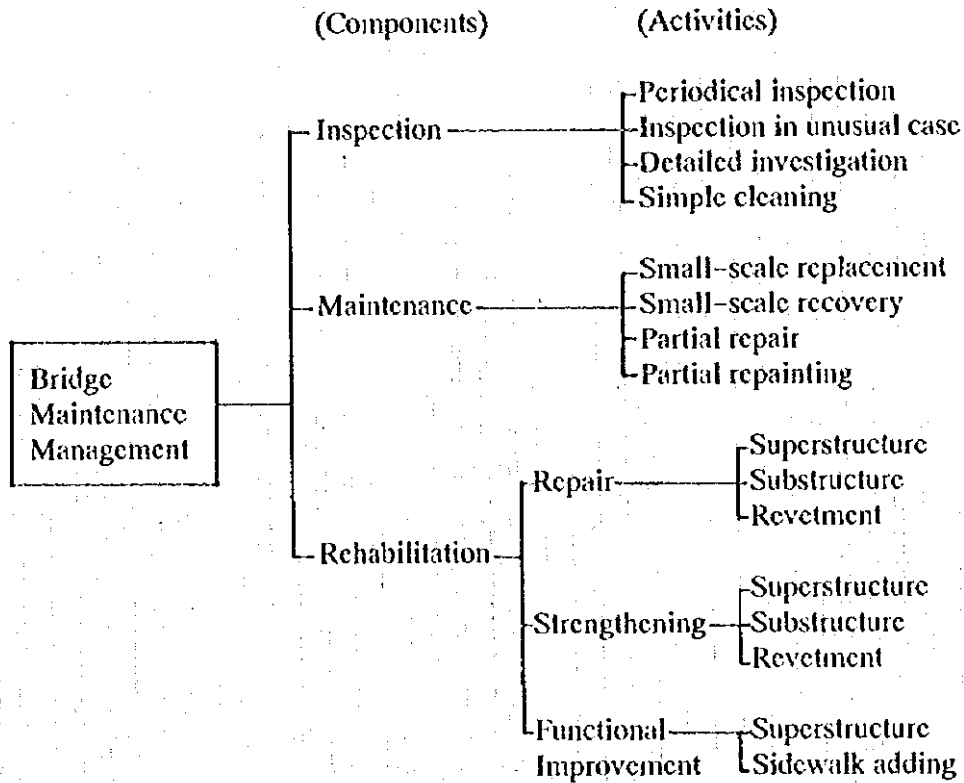 (Components) (Activities)
Periodical inspection
Inspection Inspection in unusual case
Detailed investigation
Simple cleaning
Small-scale replacement
Maintenance Small-scale recovery
Partial repair
Partial repainting
Bridge
Maintenance
Management
Superstructure
Repair Substructure
Revetment
Rehabilitation
Superstructure
Strengthening Substructure
Revetment
Functional Superstructure
Improvement Sidewalk adding